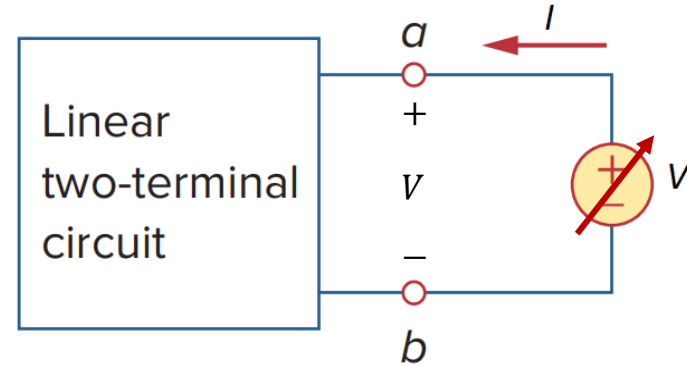 I
a
Linear
two-terminal
circuit
+
V
−
+
−
V
b